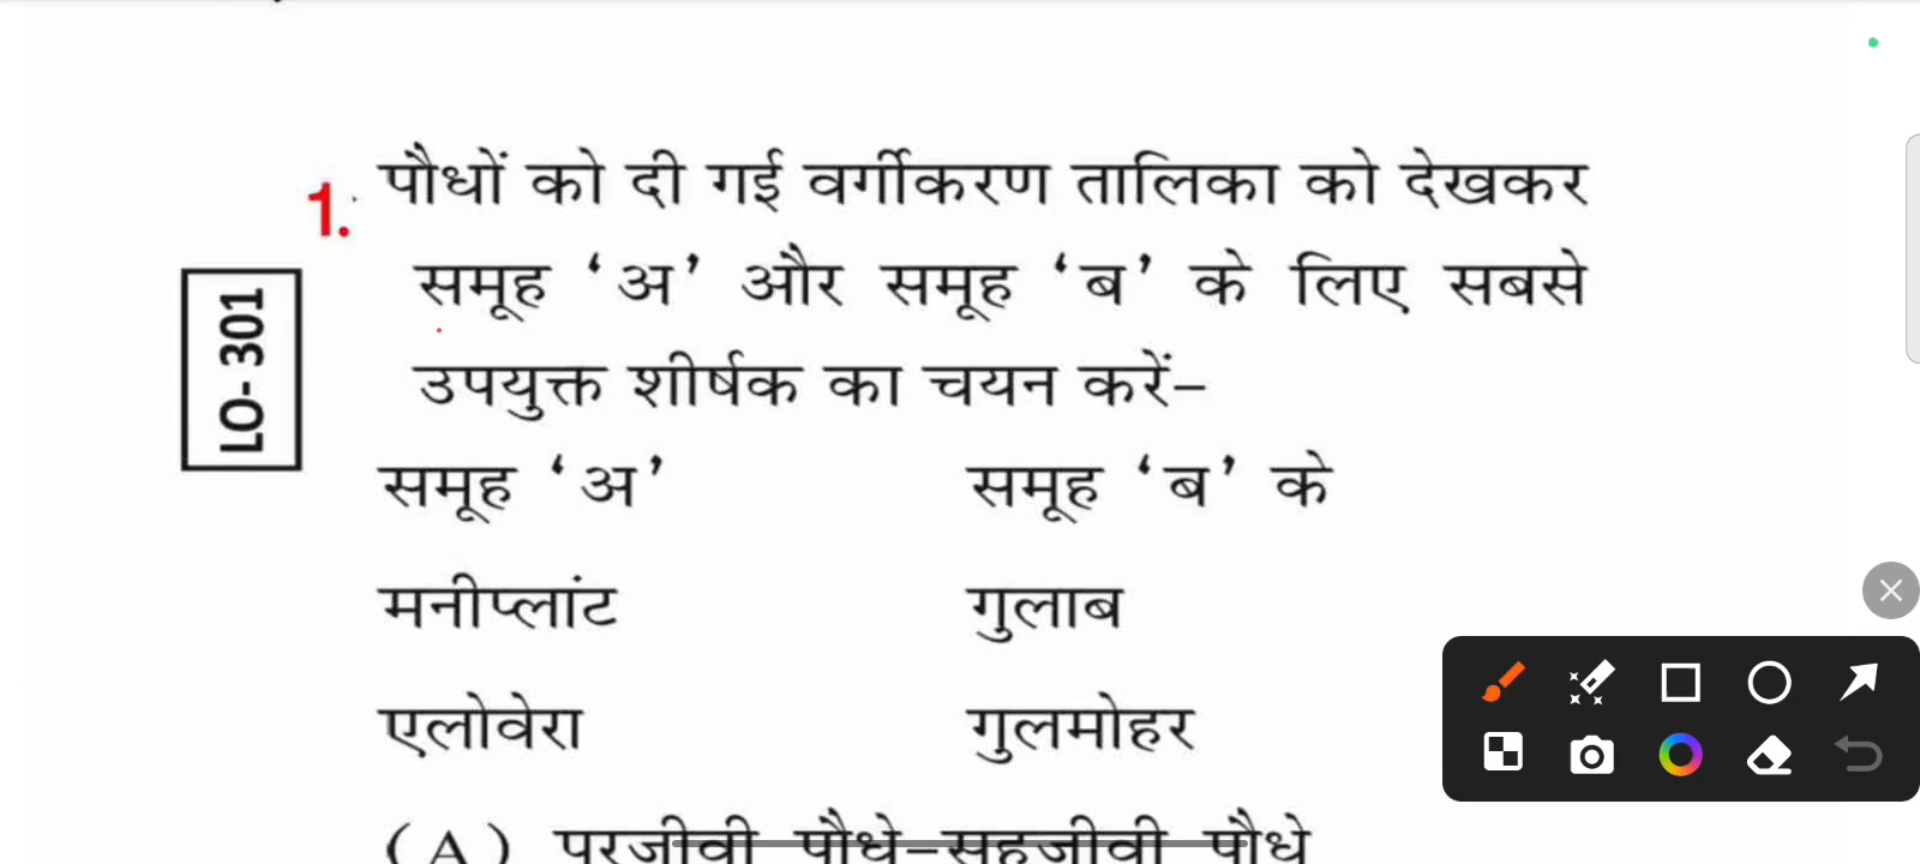 1. पौधों को दी गई वर्गीकरण तालिका को देखकर
समूह ‘अ’ और समूह ‘ब’ के लिए सबसे
उपयुक्त शीर्षक का चयन करें–
LO- 301
समूह ‘अ’ समूह ‘ब’ के
मनीप्लांट गुलाब
एलोवेरा गुलमोहर
(A) परजीवी पौधे–सहजीवी पौधे